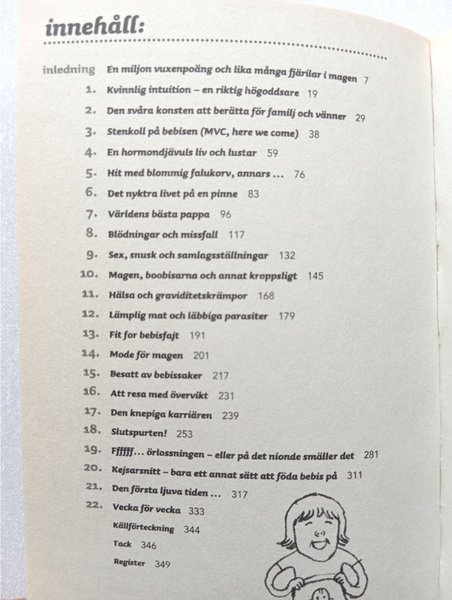 innehåll:
inledning En miljon vuxenpoäng och lika många fjärilar i magen 7
1. Kvinnlig intuition – en riktig högoddsare 19
2. Den svåra konsten att berätta för familj och vänner 29
3. Stenkoll på bebisen (MVC, here we come) 38
4. En hormondjävuls liv och lustar 59
5. Hit med blommig falukorv, annars ... 76
6. Det nyktra livet på en pinne 83
7. Världens bästa pappa 96
8. Blödningar och missfall 117
9. Sex, snusk och samlagsställningar 132
10. Magen, boobisarna och annat kroppsligt 145
11. Hälsa och graviditetskrämpor 168
12. Lämplig mat och läbbiga parasiter 179
13. Fit for bebisfajt 191
14. Mode för magen 201
15. Besatt av bebissaker 217
16. Att resa med övervikt 231
17. Den knepiga karriären 239
18. Slutspurten! 253
19. Ffffff... örlossningen – eller på det nionde smäller det 281
20. Kejsarsnitt – bara ett annat sätt att föda bebis på 311
21. Den första ljuva tiden ... 317
22. Vecka för vecka 333
Källförteckning 344
Tack 346
Register 349